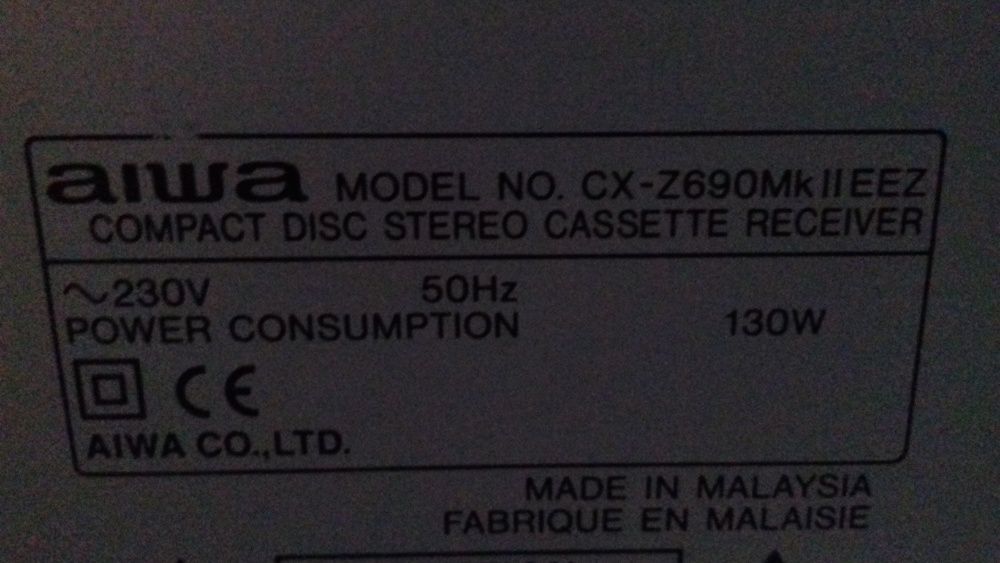 aiwa MODEL NO. CX-Z690MkIIEEZ
COMPACT DISC STEREO CASSETTE RECEIVER
~230V 50Hz
POWER CONSUMPTION 130W
CE
AIWA CO.,LTD.
MADE IN MALAYSIA
FABRIQUE EN MALAISIE